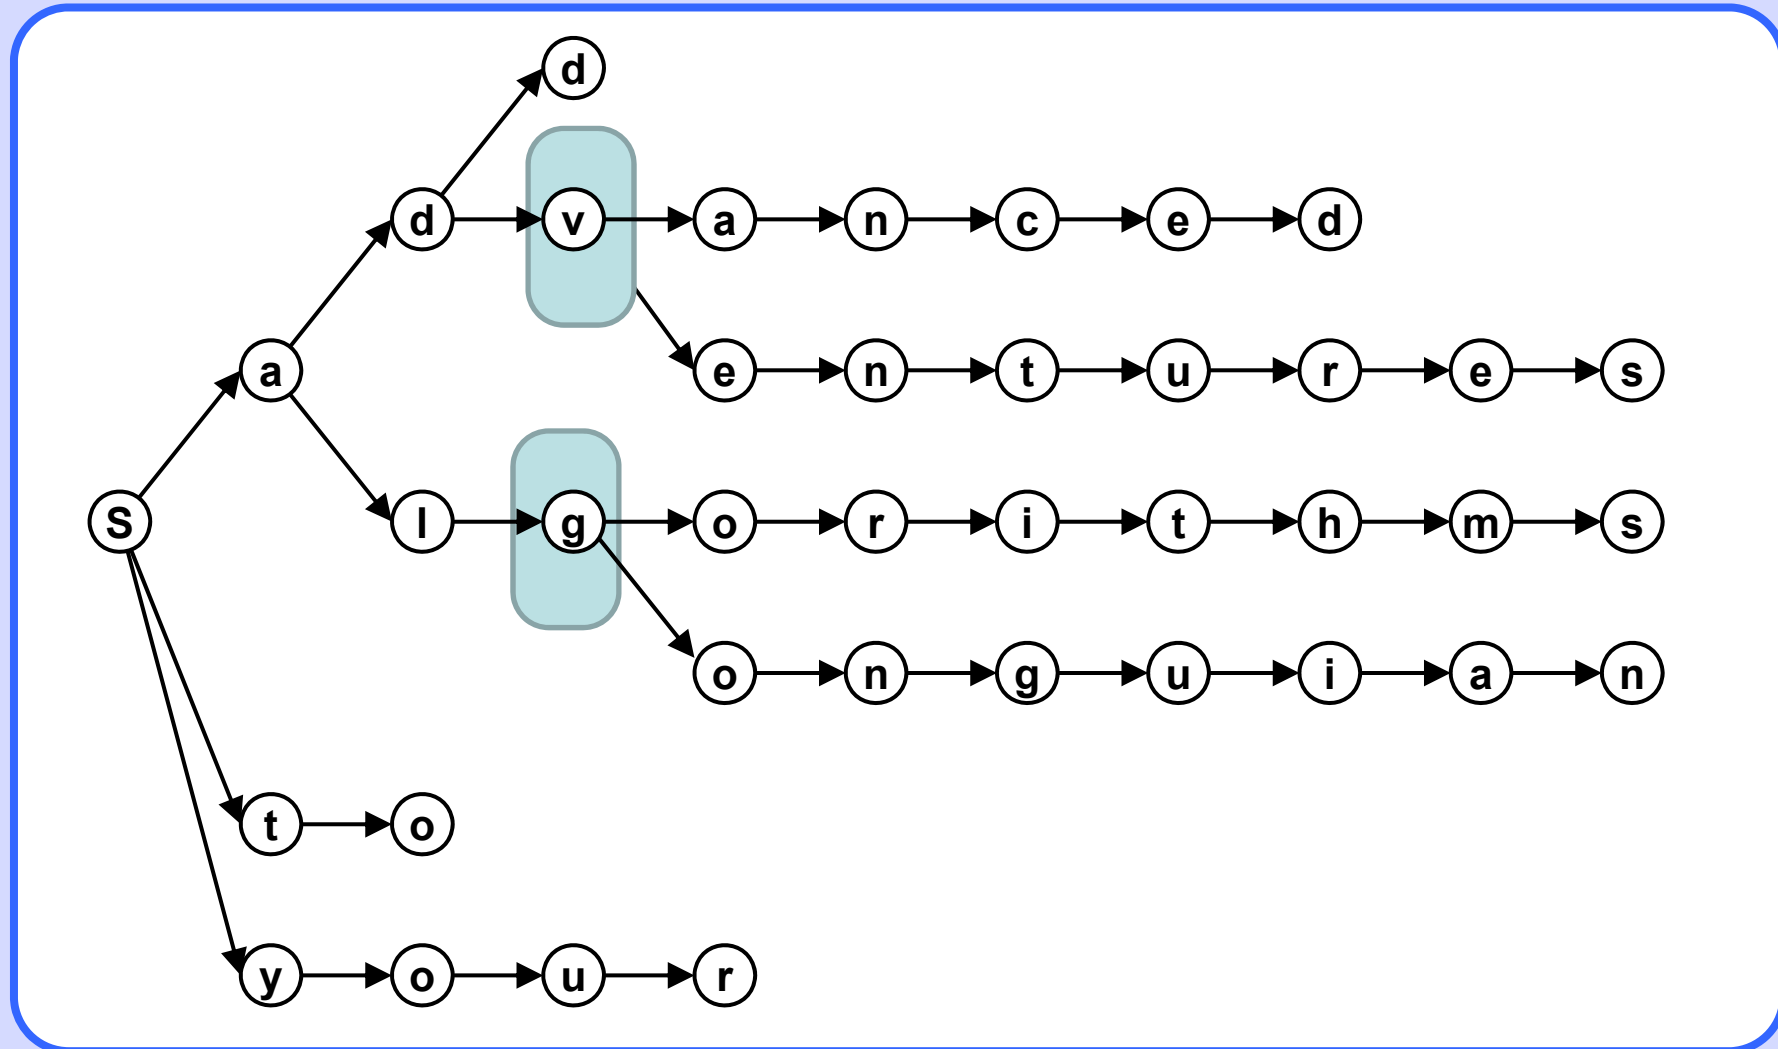 d
d v a n c e d
a e n t u r e s
S l g o r i t h m s
o n g u i a n
t o
y o u r